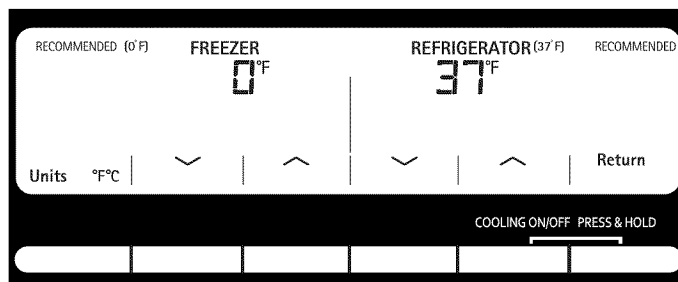 RECOMMENDED (0°F) FREEZER REFRIGERATOR (37°F) RECOMMENDED
0°F 37°F
Units °F°C Return
COOLING ON/OFF PRESS & HOLD